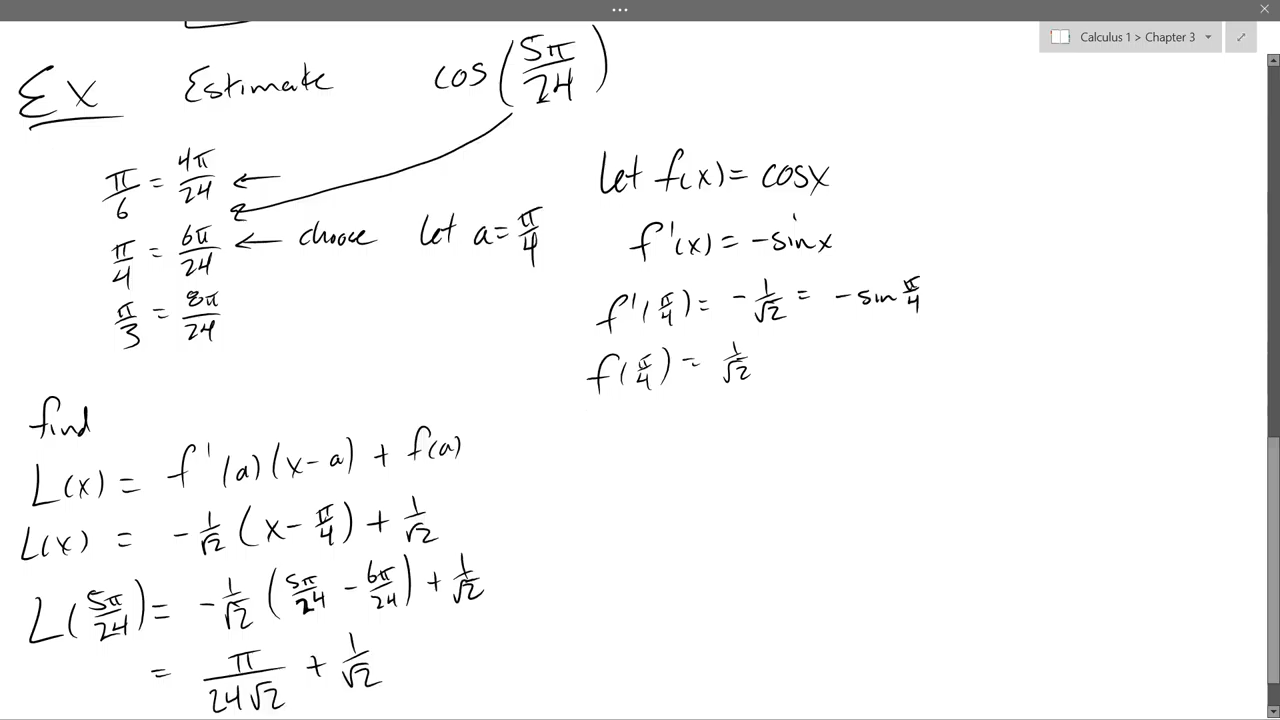 Calculus 1 > Chapter 3
Ex Estimate cos(5π/24)
π/6 = 4π/24 ←
π/4 = 6π/24 ← choose let a = π/4
π/3 = 8π/24
let f(x) = cosx
f'(x) = -sinx
f'(π/4) = -1/√2 = -sin π/4
f(π/4) = 1/√2
find
L(x) = f'(a)(x-a) + f(a)
L(x) = -1/√2 (x - π/4) + 1/√2
L(5π/24) = -1/√2 (5π/24 - 6π/24) + 1/√2
= π/(24√2) + 1/√2